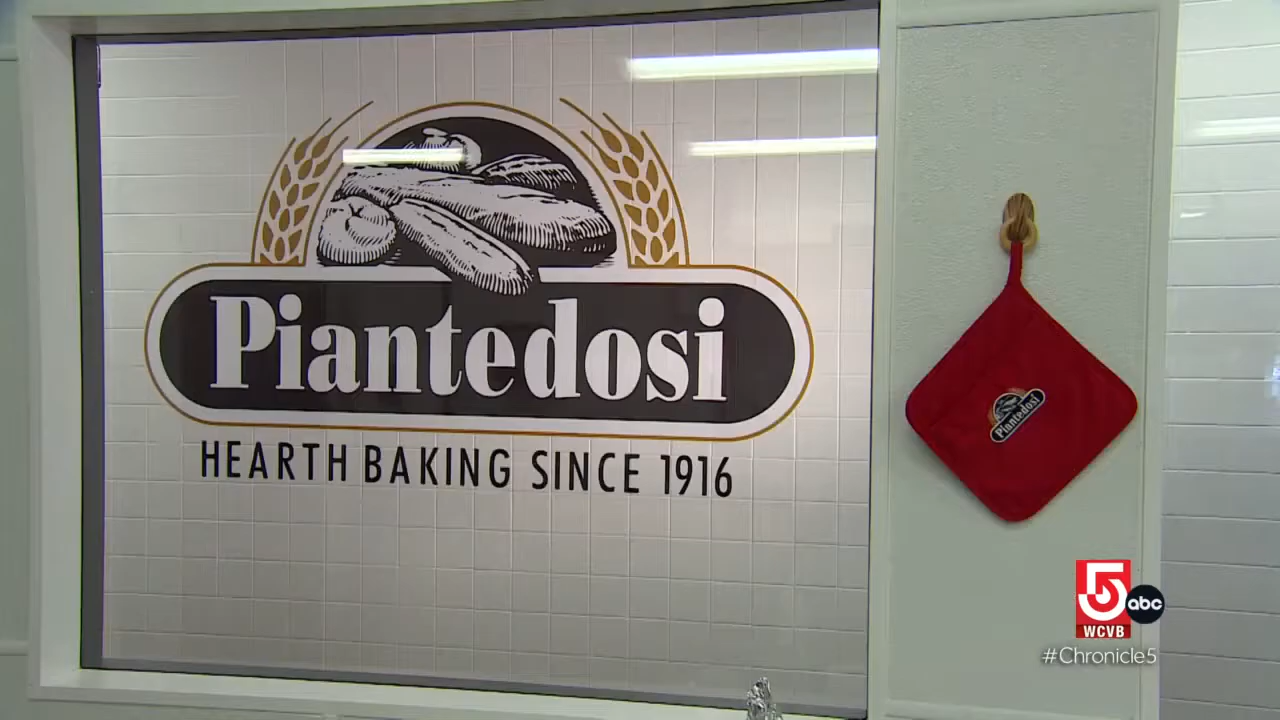 Piantedosi
HEARTH BAKING SINCE 1916
Piantedosi
5
abc
WCVB
#Chronicle5